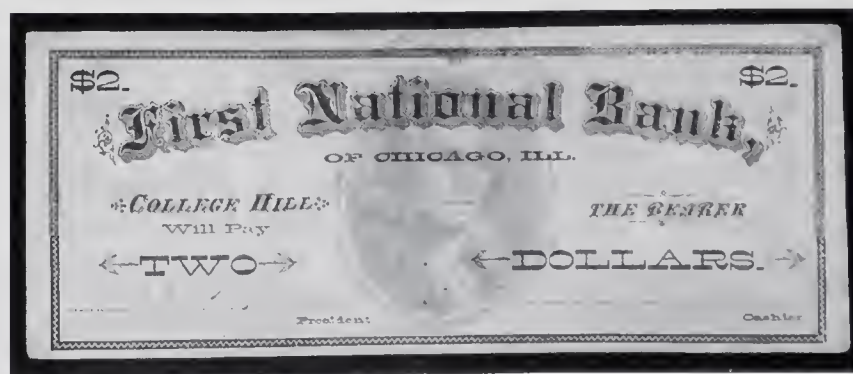 $2. $2.
First National Bank,
OF CHICAGO, ILL.
COLLEGE HILL THE BEARER
Will Pay
TWO DOLLARS.
President Cashier